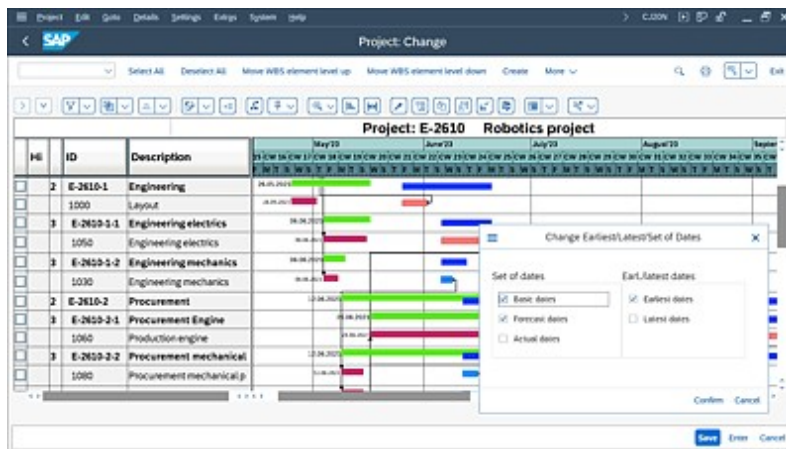 Project Edit Goto Details Settings Extras System Help
CJ20N
SAP
Project: Change
Select All Deselect All Move WBS element level up Move WBS element level down Create More Exit
Project: E-2610 Robotics project
May'23 June'23 July'23 August'23
Hi ID Description
2 E-2610-1 Engineering
1000 Layout
3 E-2610-1-1 Engineering electrics
1050 Engineering electrics
3 E-2610-1-2 Engineering mechanics
1030 Engineering mechanics
2 E-2610-2 Procurement
3 E-2610-2-1 Procurement Engine
1060 Production engine
3 E-2610-2-2 Procurement mechanical
1080 Procurement mechanical p
Change Earliest/Latest/Set of Dates
Set of dates Earl./latest dates
Basic dates Earliest dates
Forecast dates Latest dates
Actual dates
Confirm Cancel
Save Enter Cancel